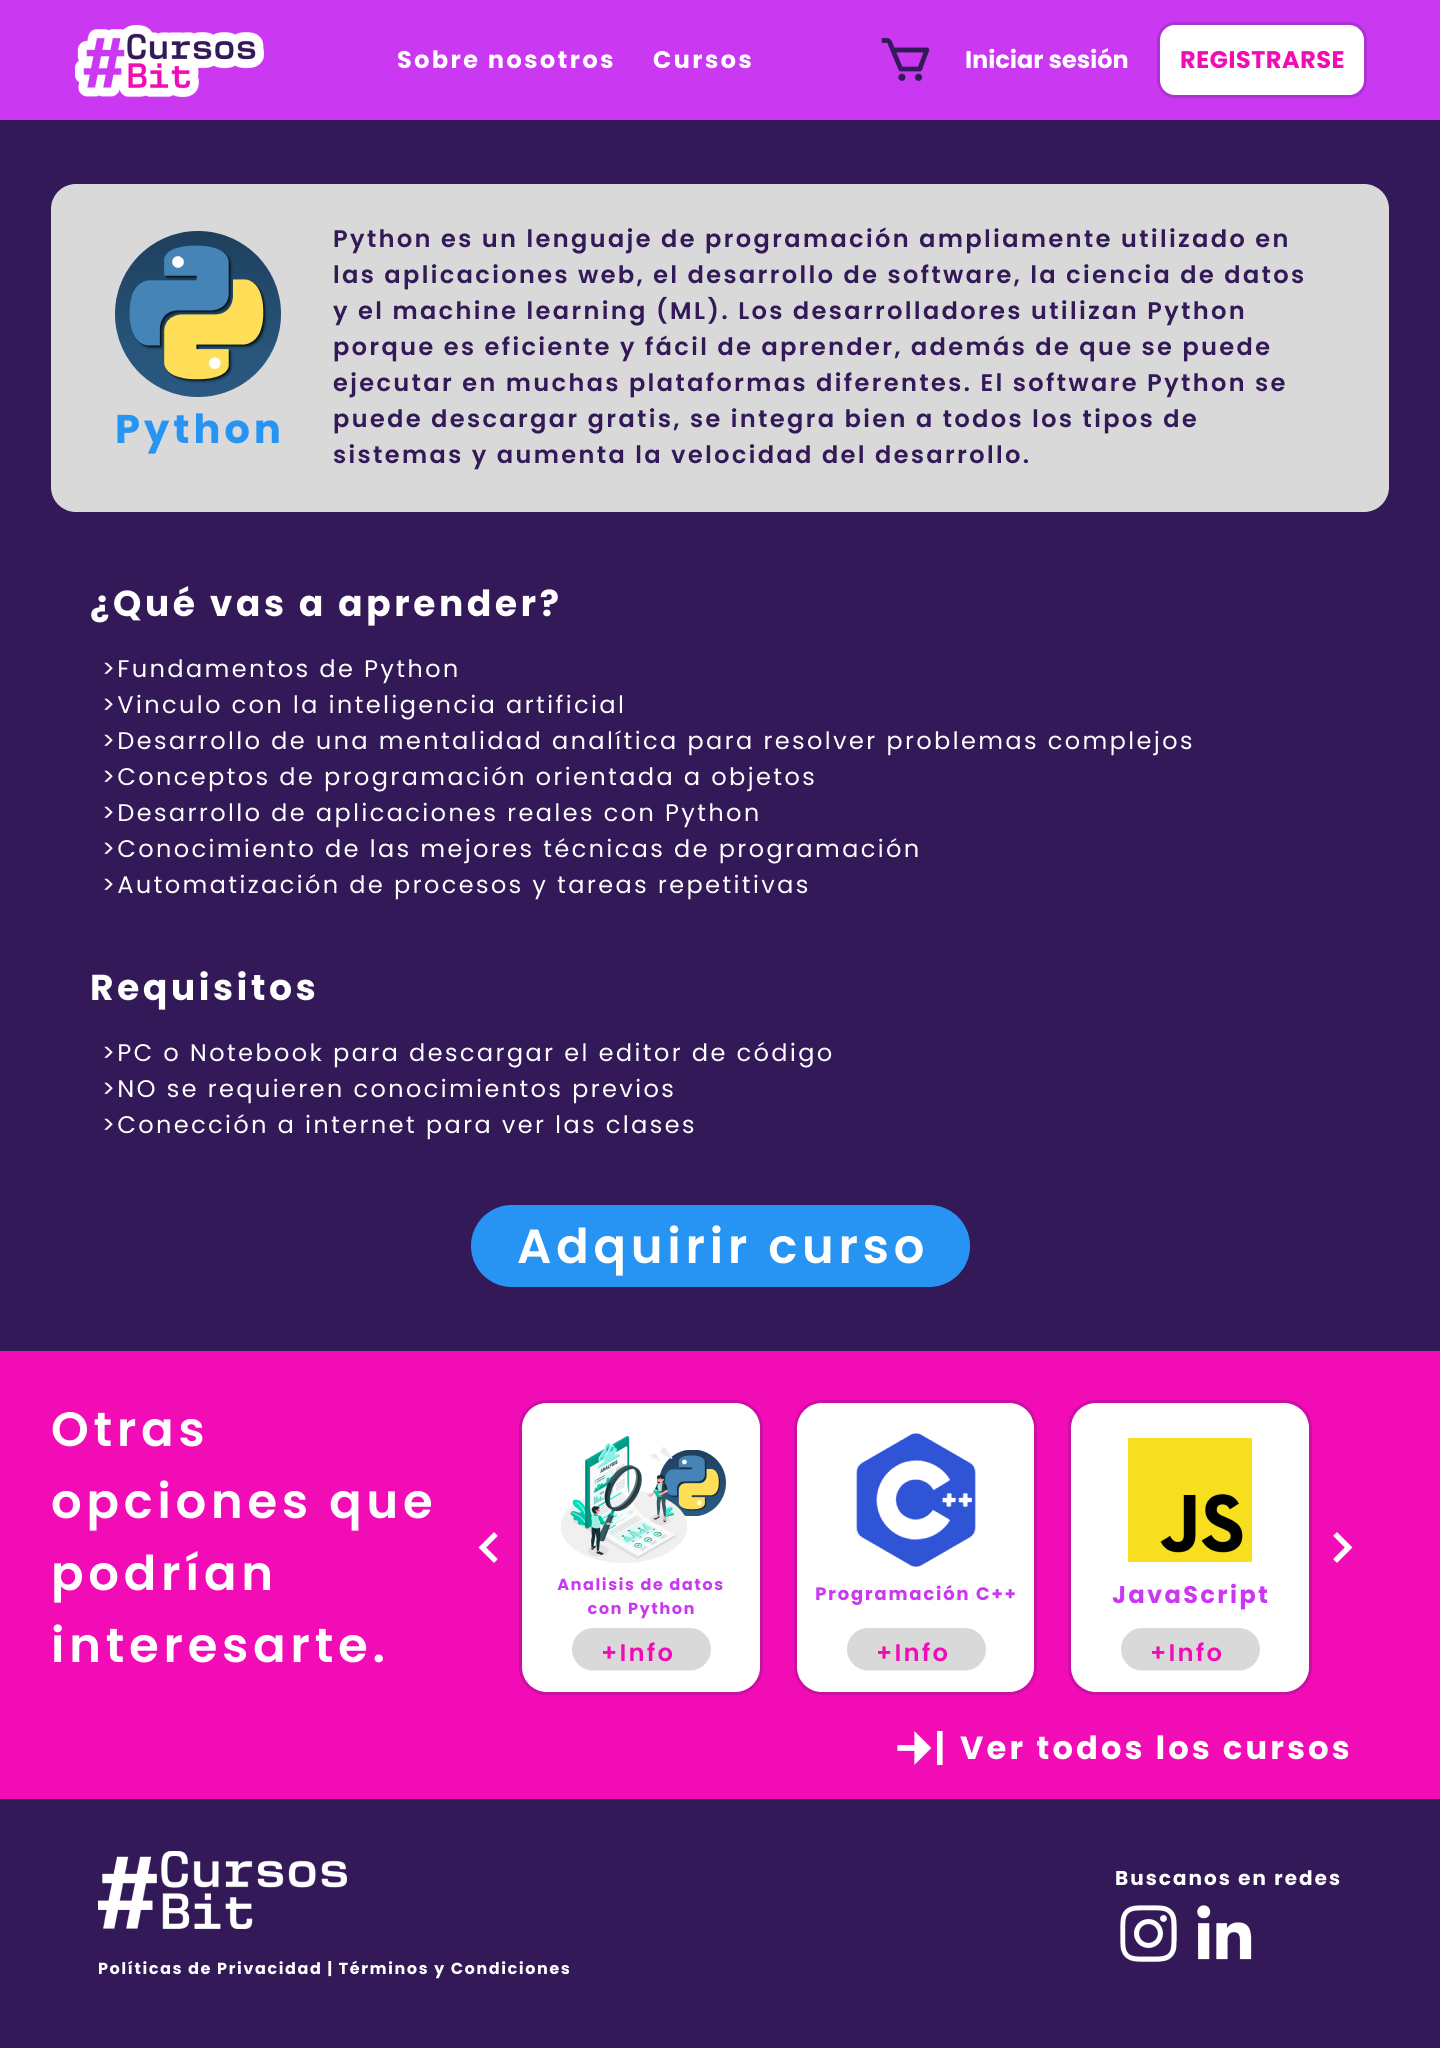 #Cursos
Bit
Sobre nosotros
Cursos
Iniciar sesión
REGISTRARSE
Python
Python es un lenguaje de programación ampliamente utilizado en
las aplicaciones web, el desarrollo de software, la ciencia de datos
y el machine learning (ML). Los desarrolladores utilizan Python
porque es eficiente y fácil de aprender, además de que se puede
ejecutar en muchas plataformas diferentes. El software Python se
puede descargar gratis, se integra bien a todos los tipos de
sistemas y aumenta la velocidad del desarrollo.
¿Qué vas a aprender?
>Fundamentos de Python
>Vinculo con la inteligencia artificial
>Desarrollo de una mentalidad analítica para resolver problemas complejos
>Conceptos de programación orientada a objetos
>Desarrollo de aplicaciones reales con Python
>Conocimiento de las mejores técnicas de programación
>Automatización de procesos y tareas repetitivas
Requisitos
>PC o Notebook para descargar el editor de código
>NO se requieren conocimientos previos
>Conección a internet para ver las clases
Adquirir curso
Otras
opciones que
podrían
interesarte.
ANALYSIS
Analisis de datos
con Python
+Info
C++
Programación C++
+Info
JS
JavaScript
+Info
Ver todos los cursos
#Cursos
Bit
Políticas de Privacidad | Términos y Condiciones
Buscanos en redes
in